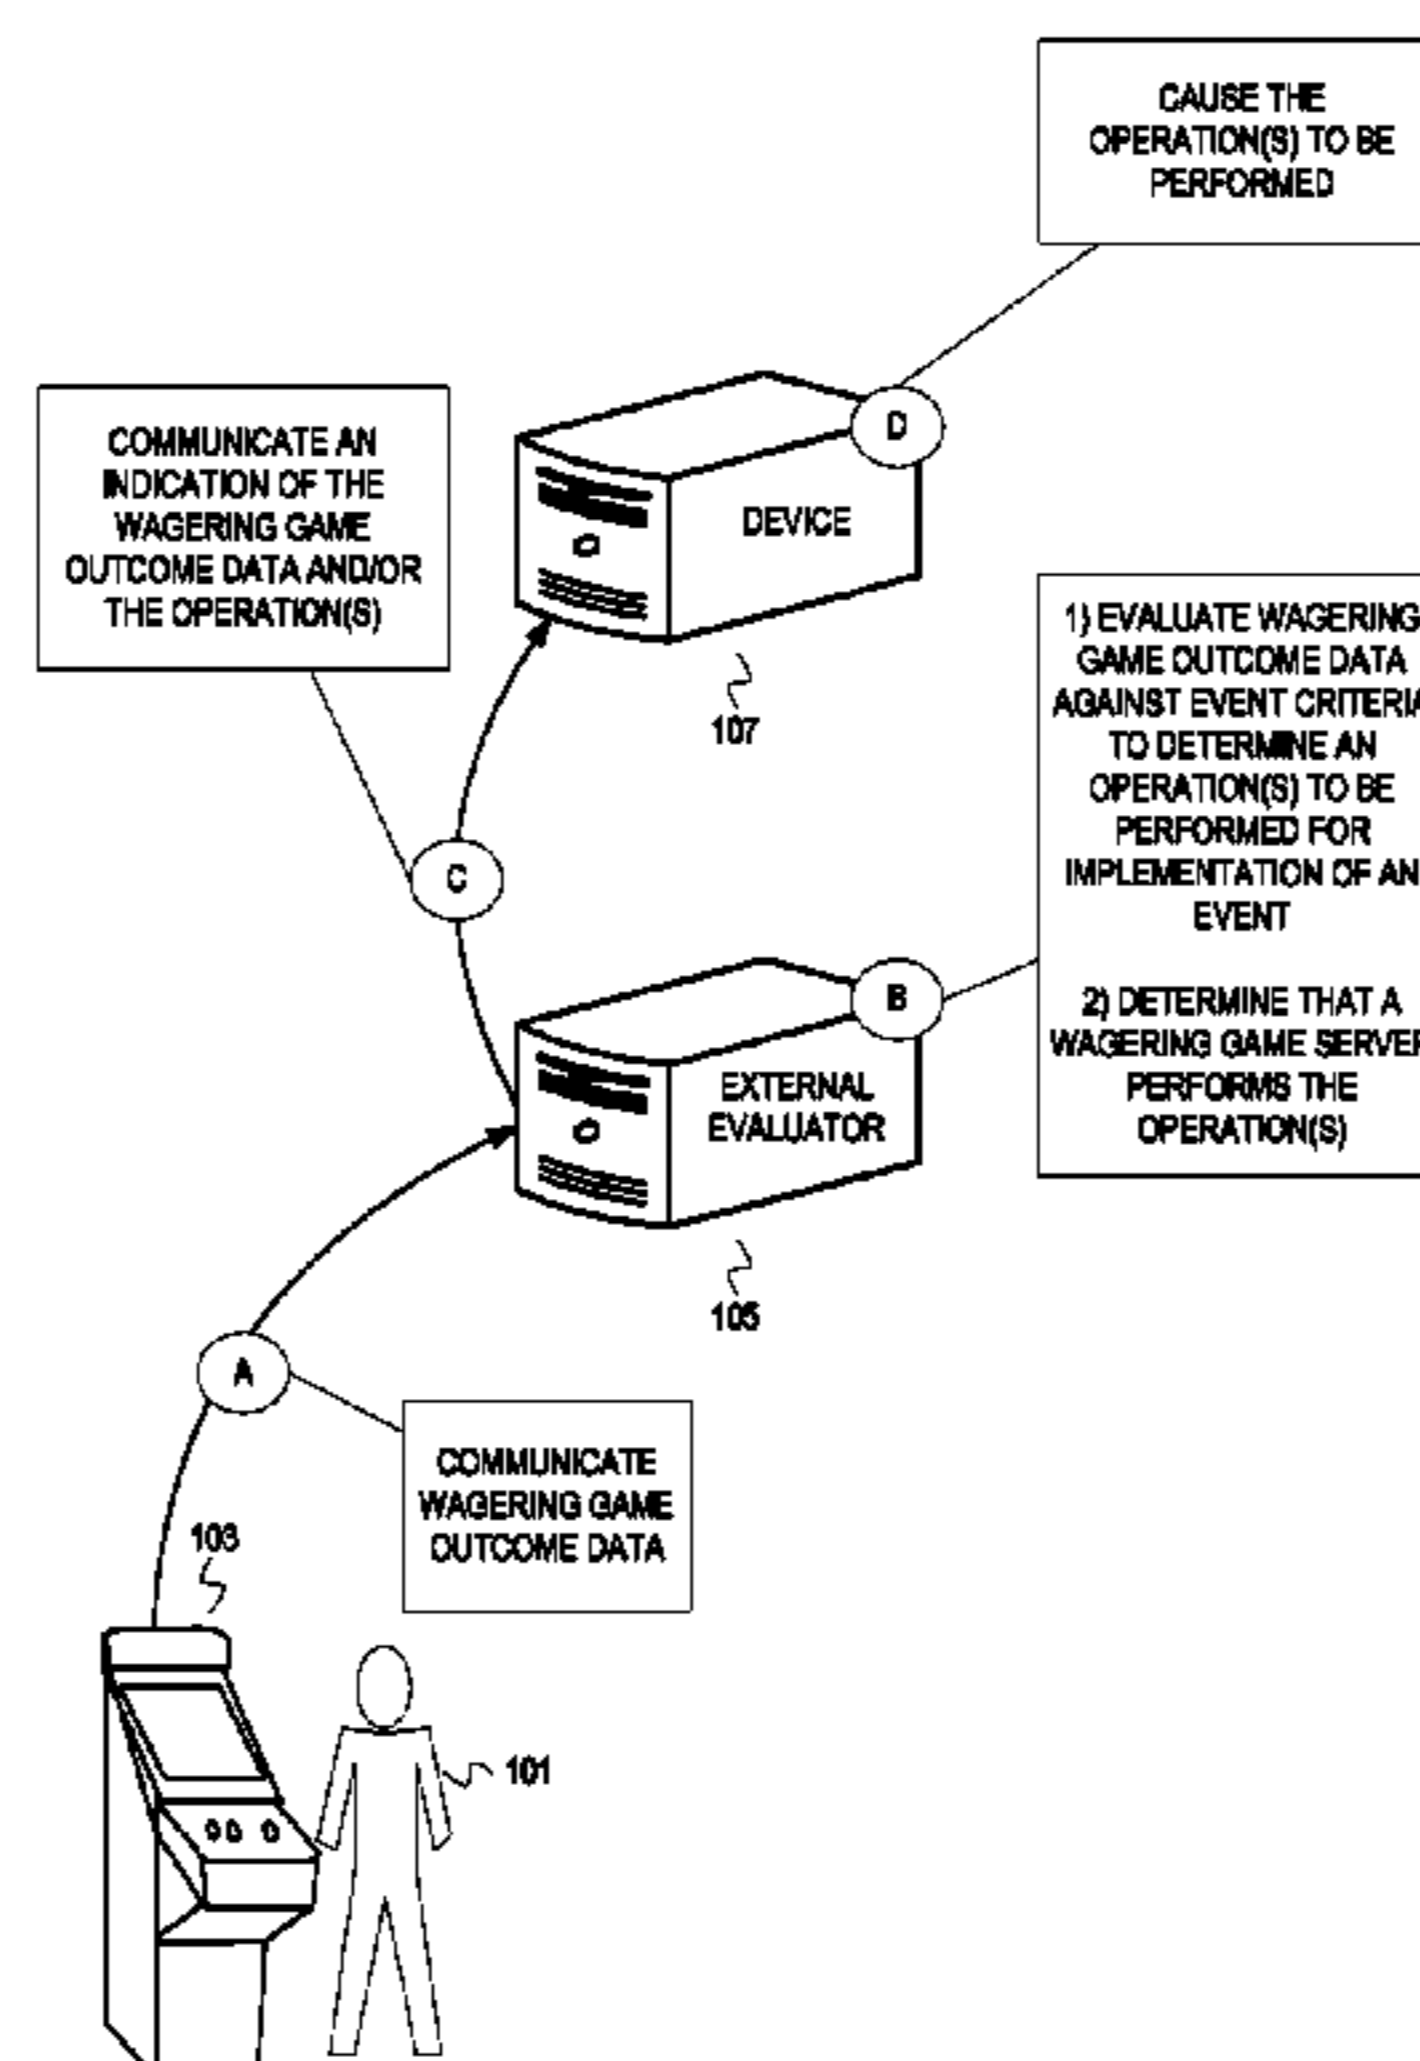 CAUSE THE
OPERATION(S) TO BE
PERFORMED
D
COMMUNICATE AN
INDICATION OF THE
WAGERING GAME
OUTCOME DATA AND/OR
THE OPERATION(S)
DEVICE
107
1) EVALUATE WAGERING
GAME OUTCOME DATA
AGAINST EVENT CRITERIA
TO DETERMINE AN
OPERATION(S) TO BE
PERFORMED FOR
IMPLEMENTATION OF AN
EVENT
2) DETERMINE THAT A
WAGERING GAME SERVER
PERFORMS THE
OPERATION(S)
C
B
EXTERNAL
EVALUATOR
105
A
COMMUNICATE
WAGERING GAME
OUTCOME DATA
103
101